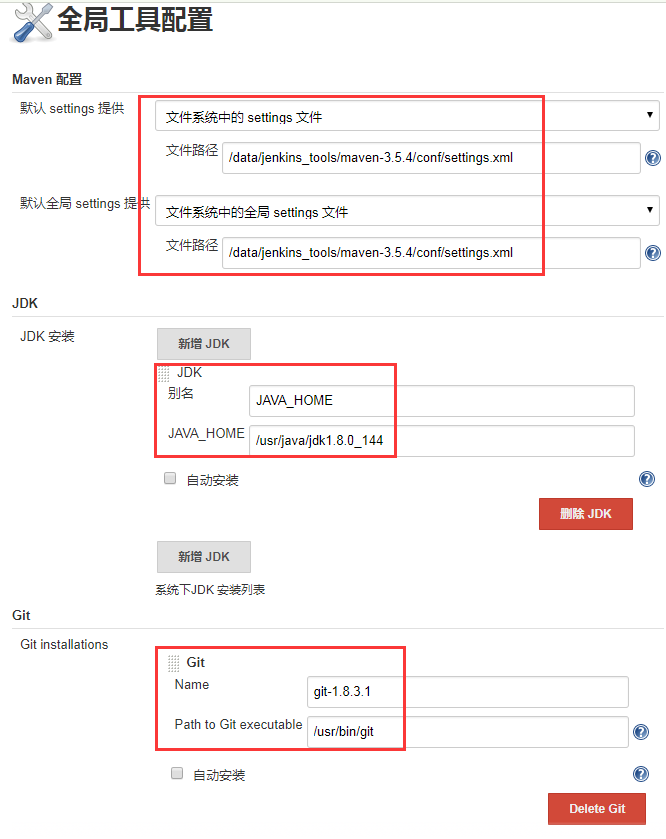 全局工具配置
Maven 配置
默认 settings 提供
文件系统中的 settings 文件
文件路径 /data/jenkins_tools/maven-3.5.4/conf/settings.xml
默认全局 settings 提供
文件系统中的全局 settings 文件
文件路径 /data/jenkins_tools/maven-3.5.4/conf/settings.xml
JDK
JDK 安装
新增 JDK
JDK
别名 JAVA_HOME
JAVA_HOME /usr/java/jdk1.8.0_144
自动安装
删除 JDK
新增 JDK
系统下JDK 安装列表
Git
Git installations
Git
Name git-1.8.3.1
Path to Git executable /usr/bin/git
自动安装
Delete Git